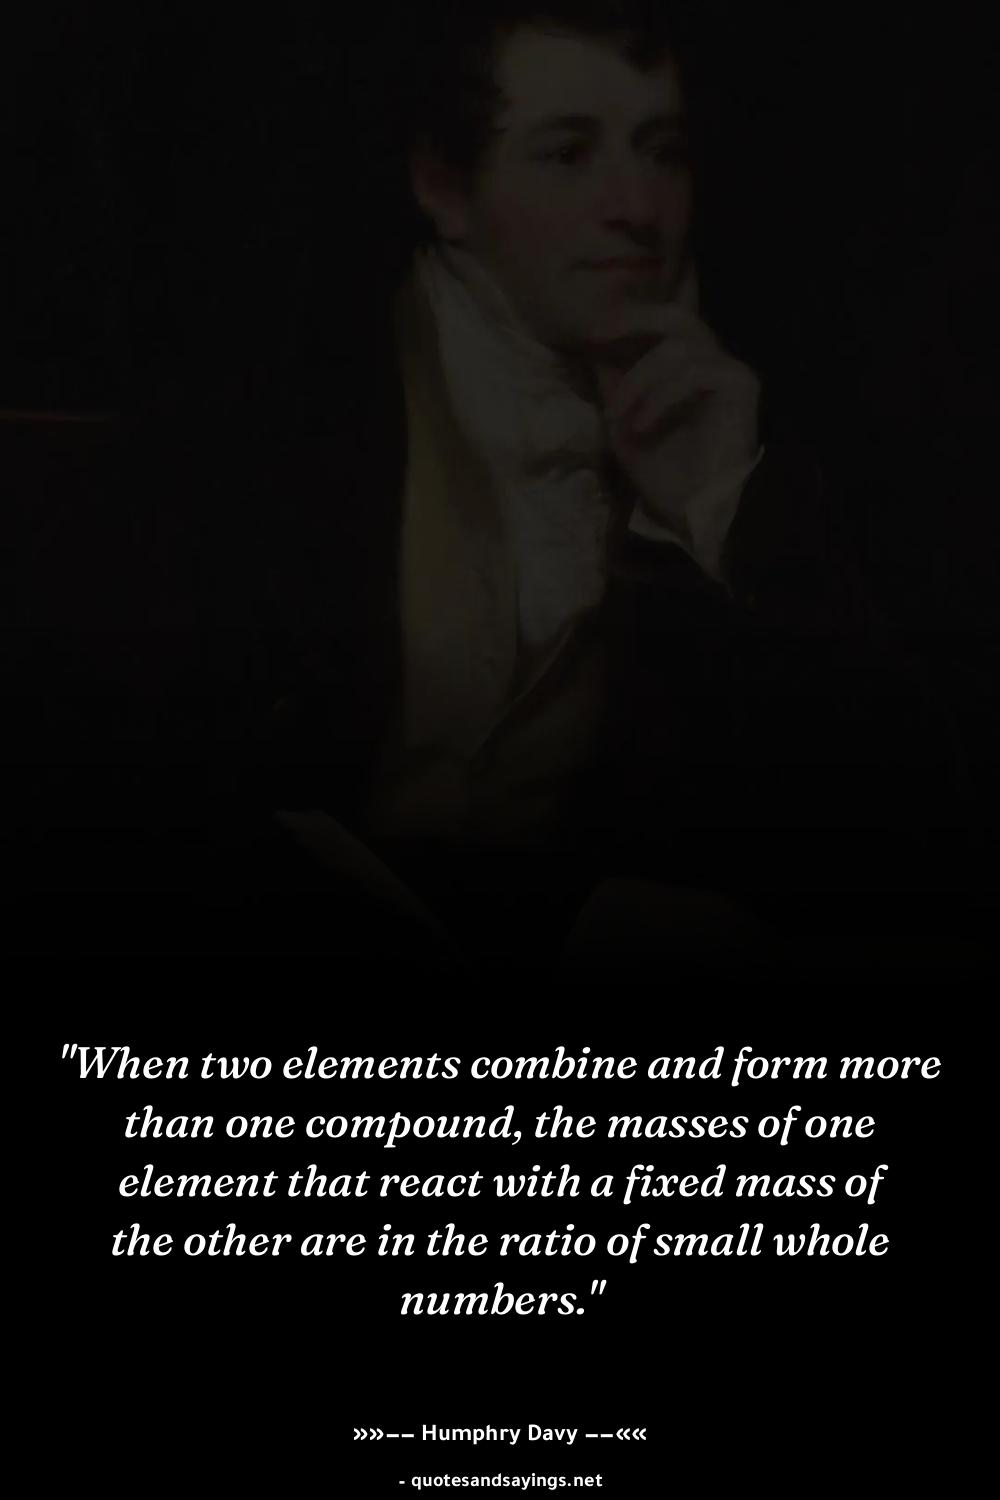 "When two elements combine and form more
than one compound, the masses of one
element that react with a fixed mass of
the other are in the ratio of small whole
numbers."
»»–– Humphry Davy ––««
- quotesandsayings.net